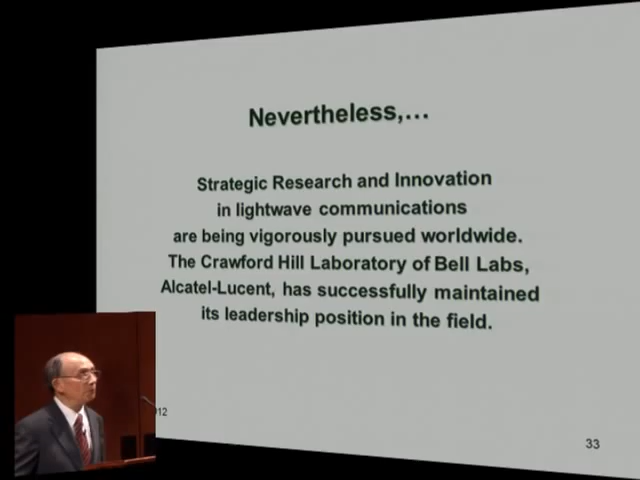 Nevertheless,...
Strategic Research and Innovation
in lightwave communications
are being vigorously pursued worldwide.
The Crawford Hill Laboratory of Bell Labs,
Alcatel-Lucent, has successfully maintained
its leadership position in the field.
12
33